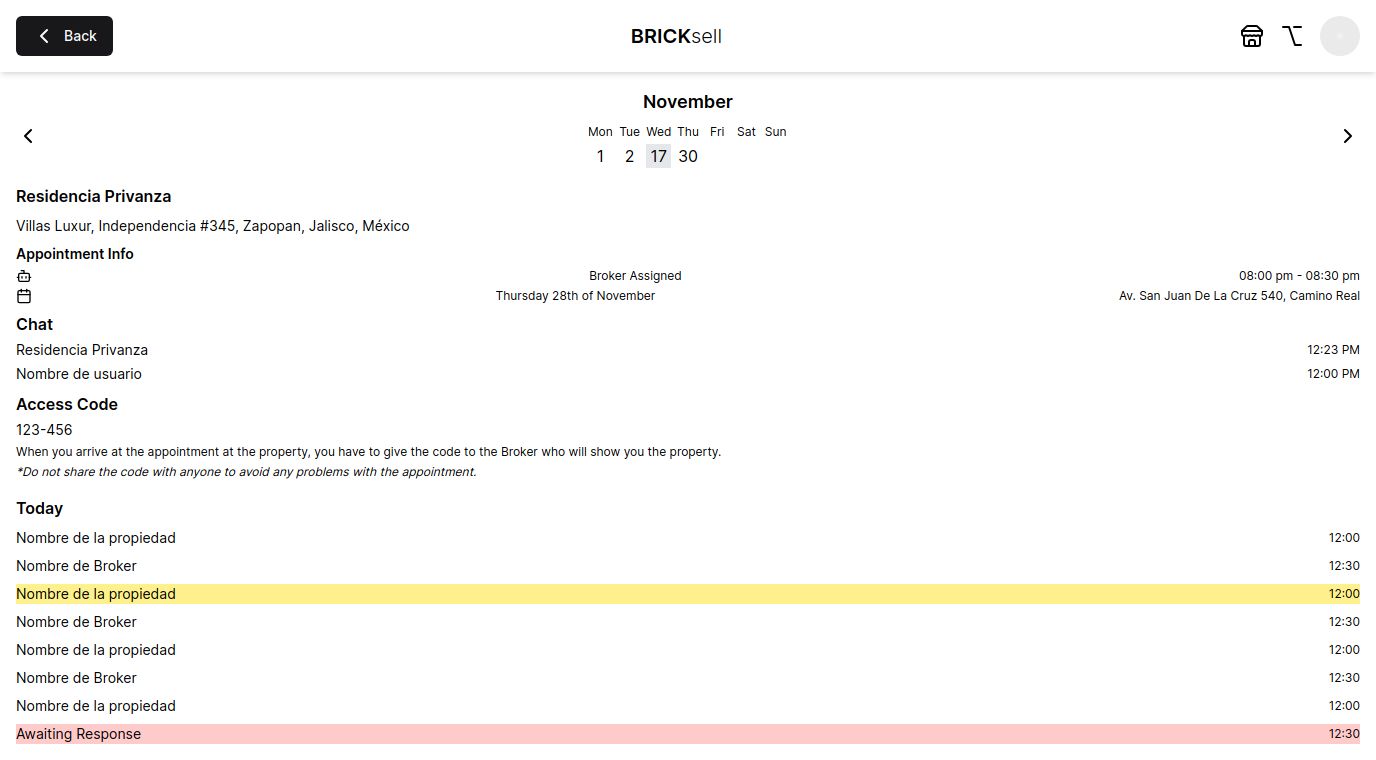 Back
BRICKsell
November
Mon Tue Wed Thu Fri Sat Sun
1 2 17 30
Residencia Privanza
Villas Luxur, Independencia #345, Zapopan, Jalisco, México
Appointment Info
Broker Assigned 08:00 pm - 08:30 pm
Thursday 28th of November Av. San Juan De La Cruz 540, Camino Real
Chat
Residencia Privanza 12:23 PM
Nombre de usuario 12:00 PM
Access Code
123-456
When you arrive at the appointment at the property, you have to give the code to the Broker who will show you the property.
*Do not share the code with anyone to avoid any problems with the appointment.
Today
Nombre de la propiedad 12:00
Nombre de Broker 12:30
Nombre de la propiedad 12:00
Nombre de Broker 12:30
Nombre de la propiedad 12:00
Nombre de Broker 12:30
Nombre de la propiedad 12:00
Awaiting Response 12:30